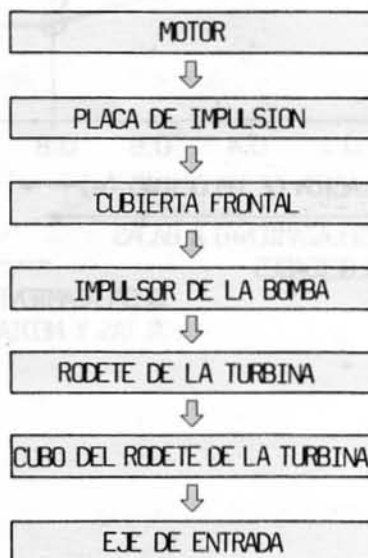 MOTOR
PLACA DE IMPULSION
CUBIERTA FRONTAL
IMPULSOR DE LA BOMBA
RODETE DE LA TURBINA
CUBO DEL RODETE DE LA TURBINA
EJE DE ENTRADA